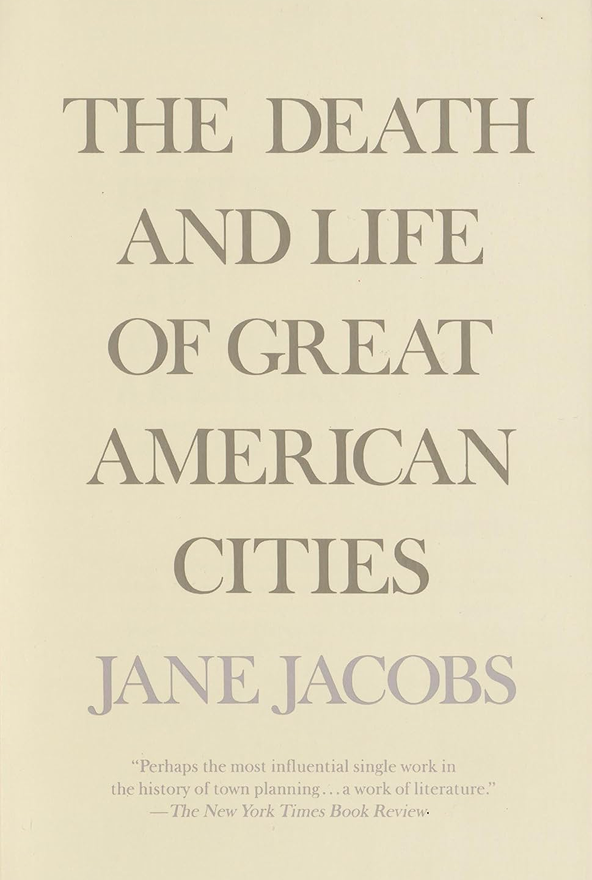 THE DEATH
AND LIFE
OF GREAT
AMERICAN
CITIES
JANE JACOBS
“Perhaps the most influential single work in
the history of town planning...a work of literature.”
—The New York Times Book Review